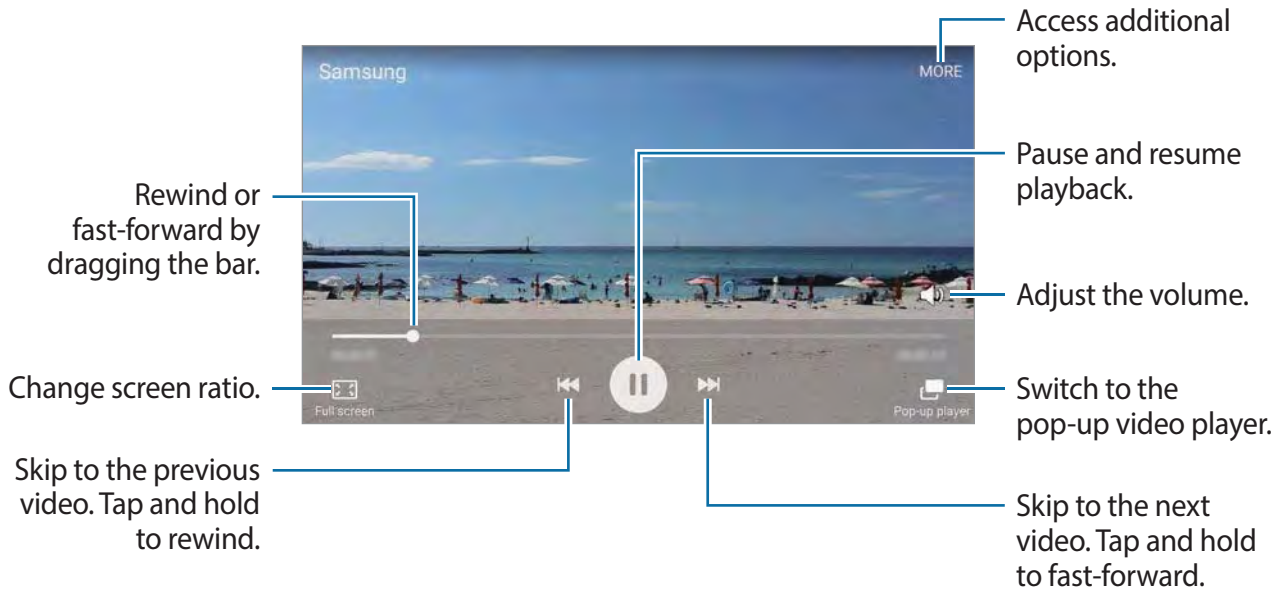 Access additional
options.
Samsung
MORE
Pause and resume
playback.
Rewind or
fast-forward by
dragging the bar.
Adjust the volume.
Change screen ratio.
Full screen
Pop-up player
Switch to the
pop-up video player.
Skip to the previous
video. Tap and hold
to rewind.
Skip to the next
video. Tap and hold
to fast-forward.